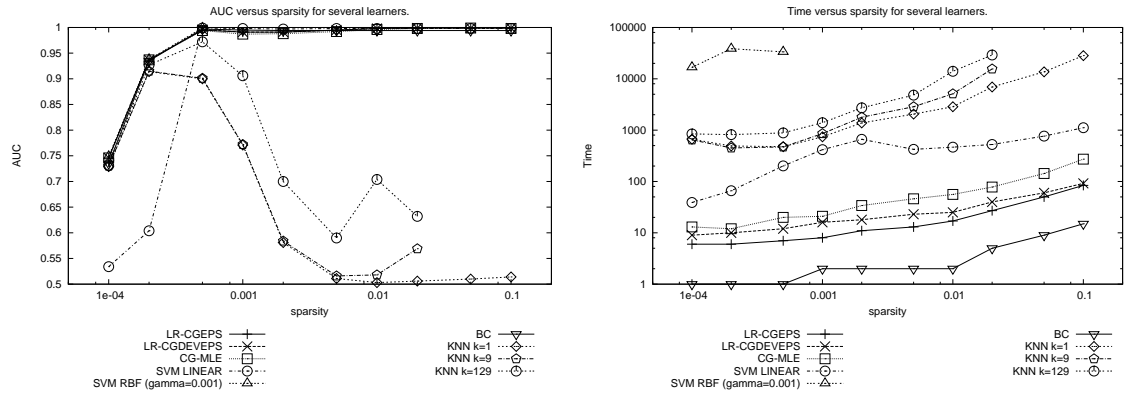 AUC versus sparsity for several learners.
1
0.95
0.9
0.85
0.8
0.75
0.7
0.65
0.6
0.55
0.5
AUC
1e-04
0.001
0.01
0.1
sparsity
LR-CGEPS
LR-CGDEVEPS
CG-MLE
SVM LINEAR
SVM RBF (gamma=0.001)
BC
KNN k=1
KNN k=9
KNN k=129
Time versus sparsity for several learners.
100000
10000
1000
100
10
1
Time
1e-04
0.001
0.01
0.1
sparsity
LR-CGEPS
LR-CGDEVEPS
CG-MLE
SVM LINEAR
SVM RBF (gamma=0.001)
BC
KNN k=1
KNN k=9
KNN k=129